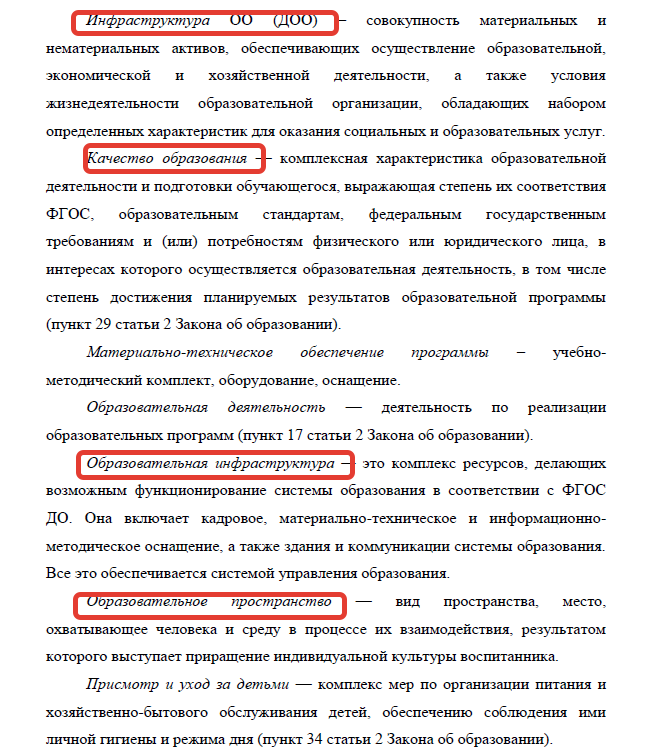 Инфраструктура ОО (ДОО) – совокупность материальных и
нематериальных активов, обеспечивающих осуществление образовательной,
экономической и хозяйственной деятельности, а также условия
жизнедеятельности образовательной организации, обладающих набором
определенных характеристик для оказания социальных и образовательных услуг.
Качество образования — комплексная характеристика образовательной
деятельности и подготовки обучающегося, выражающая степень их соответствия
ФГОС, образовательным стандартам, федеральным государственным
требованиям и (или) потребностям физического или юридического лица, в
интересах которого осуществляется образовательная деятельность, в том числе
степень достижения планируемых результатов образовательной программы
(пункт 29 статьи 2 Закона об образовании).
Материально-техническое обеспечение программы – учебно-
методический комплект, оборудование, оснащение.
Образовательная деятельность — деятельность по реализации
образовательных программ (пункт 17 статьи 2 Закона об образовании).
Образовательная инфраструктура — это комплекс ресурсов, делающих
возможным функционирование системы образования в соответствии с ФГОС
ДО. Она включает кадровое, материально-техническое и информационно-
методическое оснащение, а также здания и коммуникации системы образования.
Все это обеспечивается системой управления образования.
Образовательное пространство — вид пространства, место,
охватывающее человека и среду в процессе их взаимодействия, результатом
которого выступает приращение индивидуальной культуры воспитанника.
Присмотр и уход за детьми — комплекс мер по организации питания и
хозяйственно-бытового обслуживания детей, обеспечению соблюдения ими
личной гигиены и режима дня (пункт 34 статьи 2 Закона об образовании).